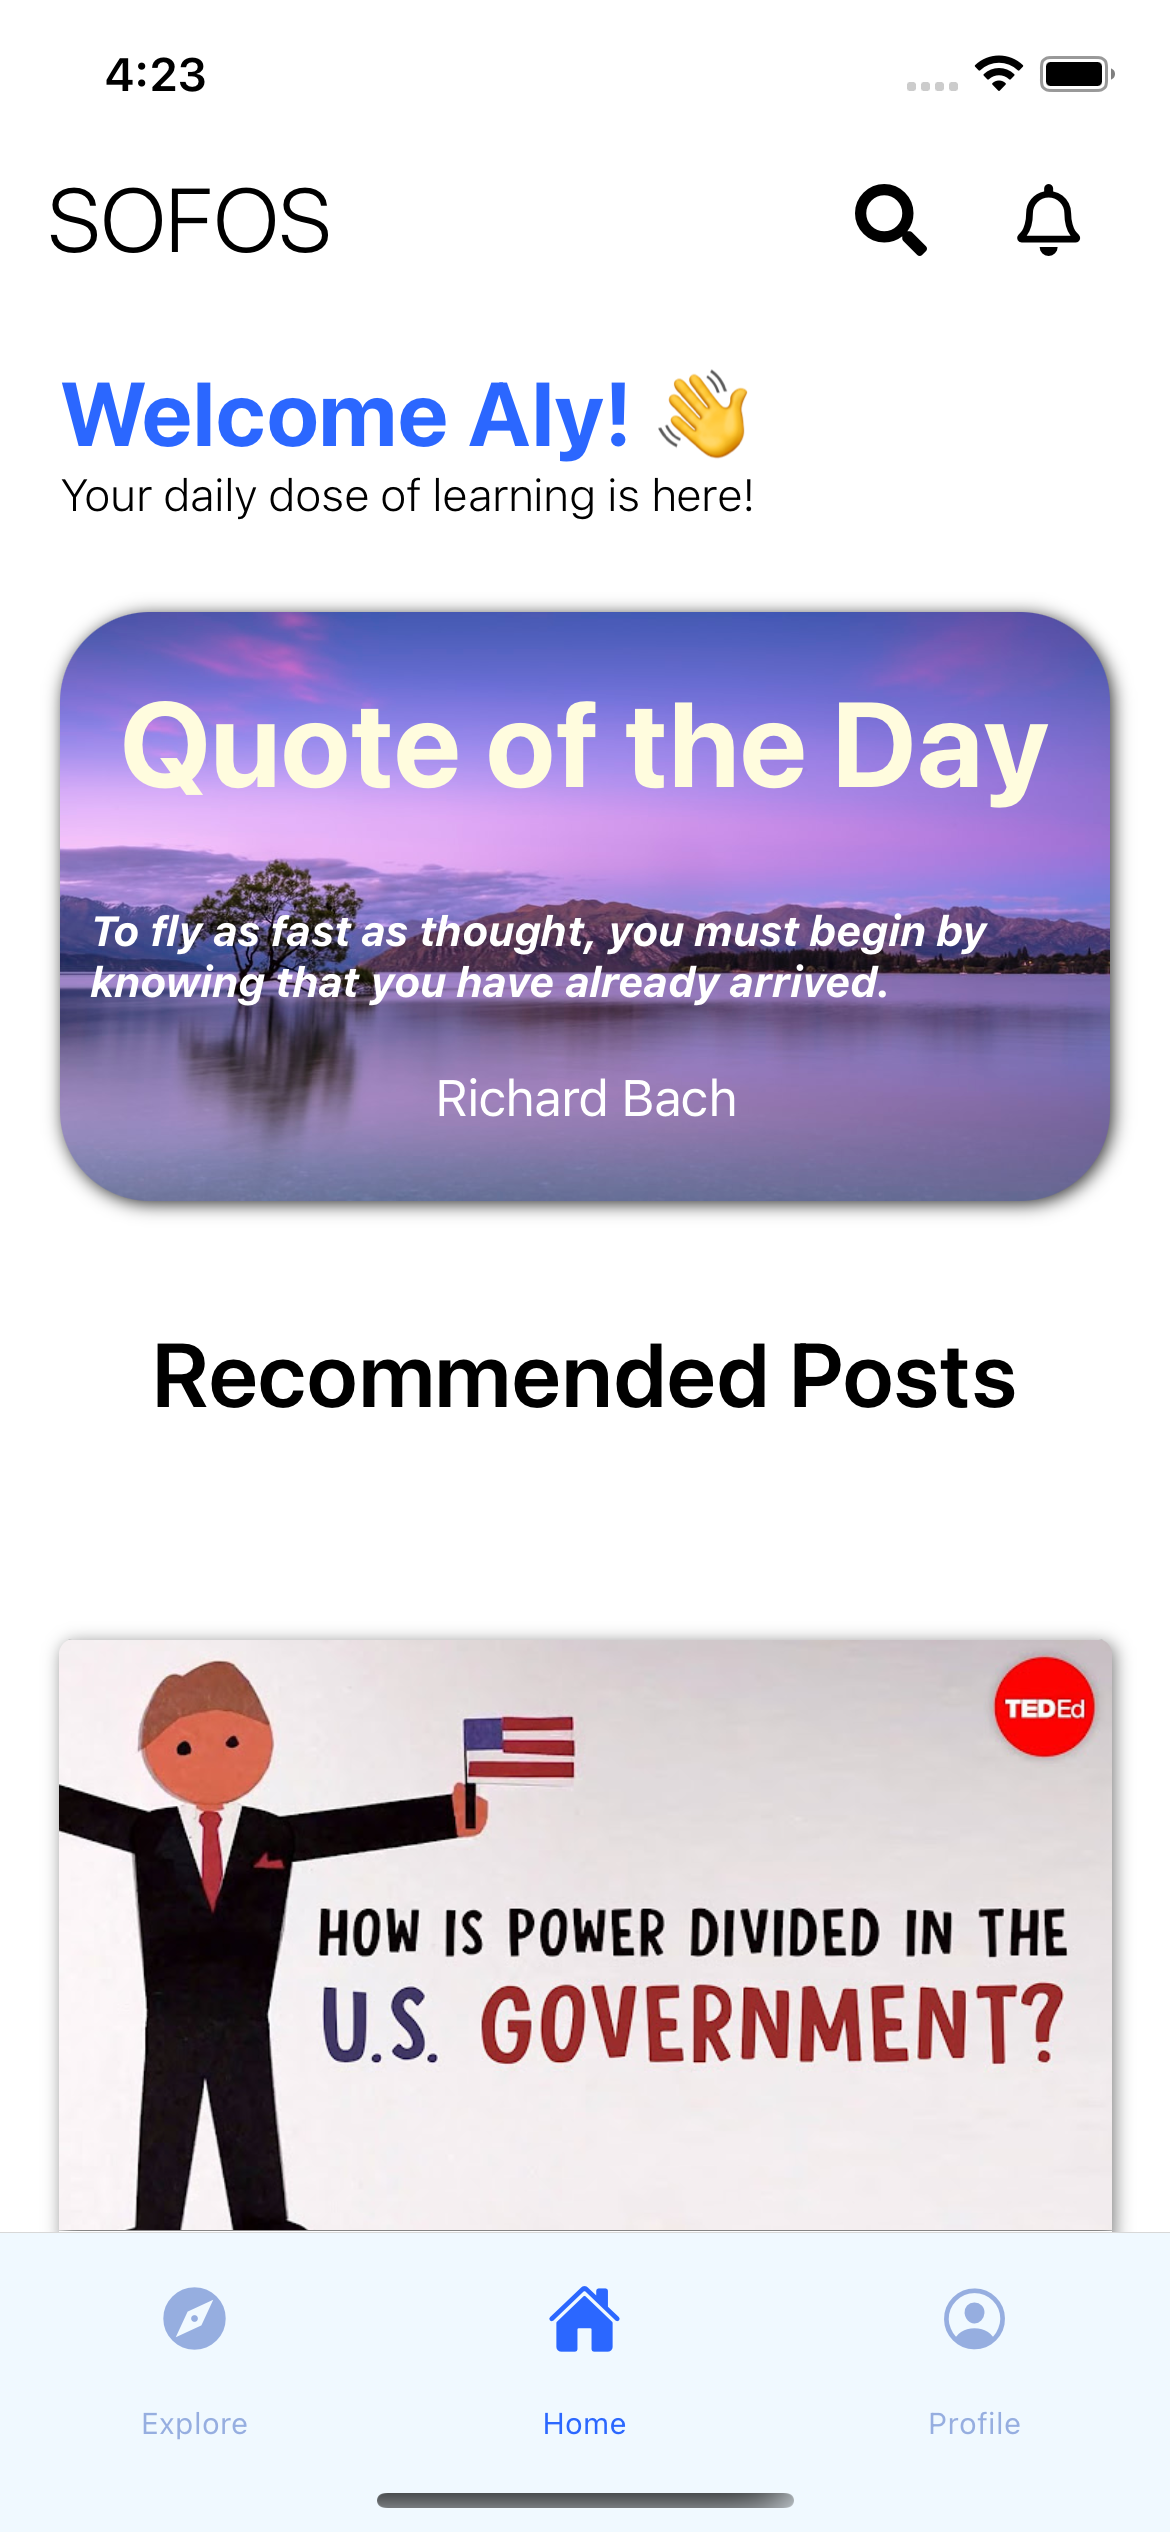 4:23
SOFOS
Welcome Aly! 👋
Your daily dose of learning is here!
Quote of the Day
To fly as fast as thought, you must begin by
knowing that you have already arrived.
Richard Bach
Recommended Posts
TEDEd
HOW IS POWER DIVIDED IN THE
U.S. GOVERNMENT?
Explore
Home
Profile